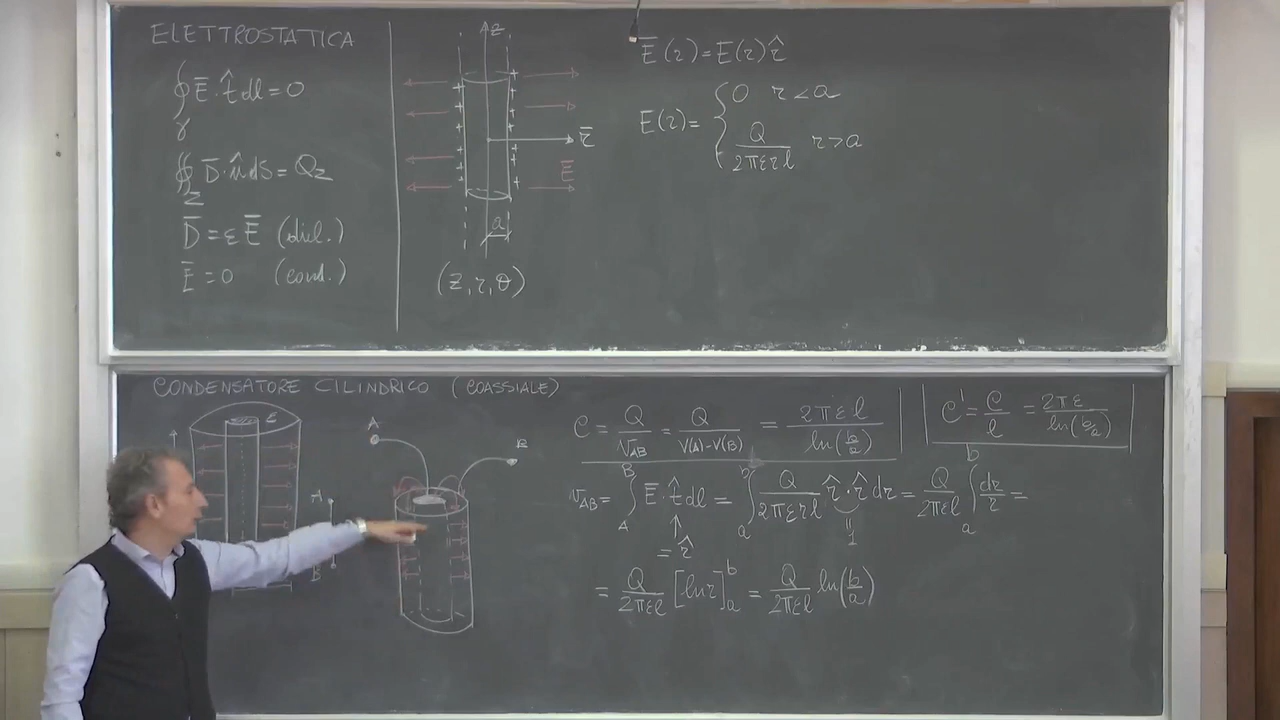 ELETTROSTATICA
∮ Ē·t̂ dl = 0
γ
∯ D̄·n̂ ds = Q_Σ
Σ
D̄ = εĒ (diel.)
Ē = 0 (cond.)
z
r̄
Ē
a
(z, r, θ)
Ē(r) = E(r) r̂
E(r) = { 0 r < a
Q/(2πεrl) r > a
CONDENSATORE CILINDRICO (COASSIALE)
ε
A
B
A
B
C = Q/v_AB = Q/(V(A)-V(B)) = 2πεl/ln(b/a)
C' = C/l = 2πε/ln(b/a)
v_AB = ∫_A^B Ē·t̂ dl = ∫_a^b Q/(2πεrl) r̂·r̂ dr = Q/(2πεl) ∫_a^b dr/r =
= r̂
= 1
= Q/(2πεl) [ln r]_a^b = Q/(2πεl) ln(b/a)